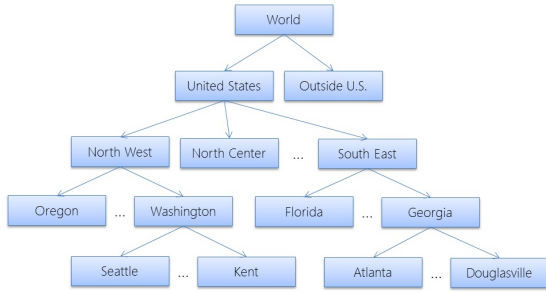 World
United States
Outside U.S.
North West
North Center
...
South East
Oregon
...
Washington
Florida
...
Georgia
Seattle
...
Kent
Atlanta
...
Douglasville